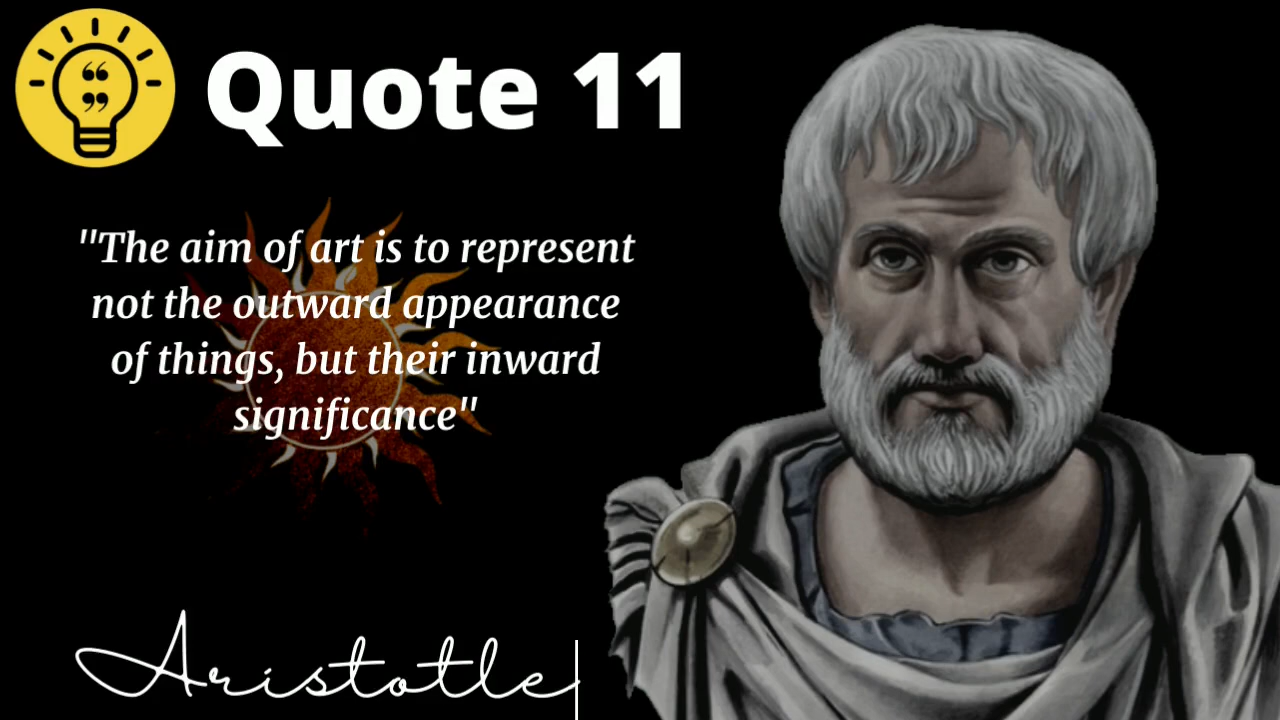 Quote 11
"The aim of art is to represent
not the outward appearance
of things, but their inward
significance"
Aristotle